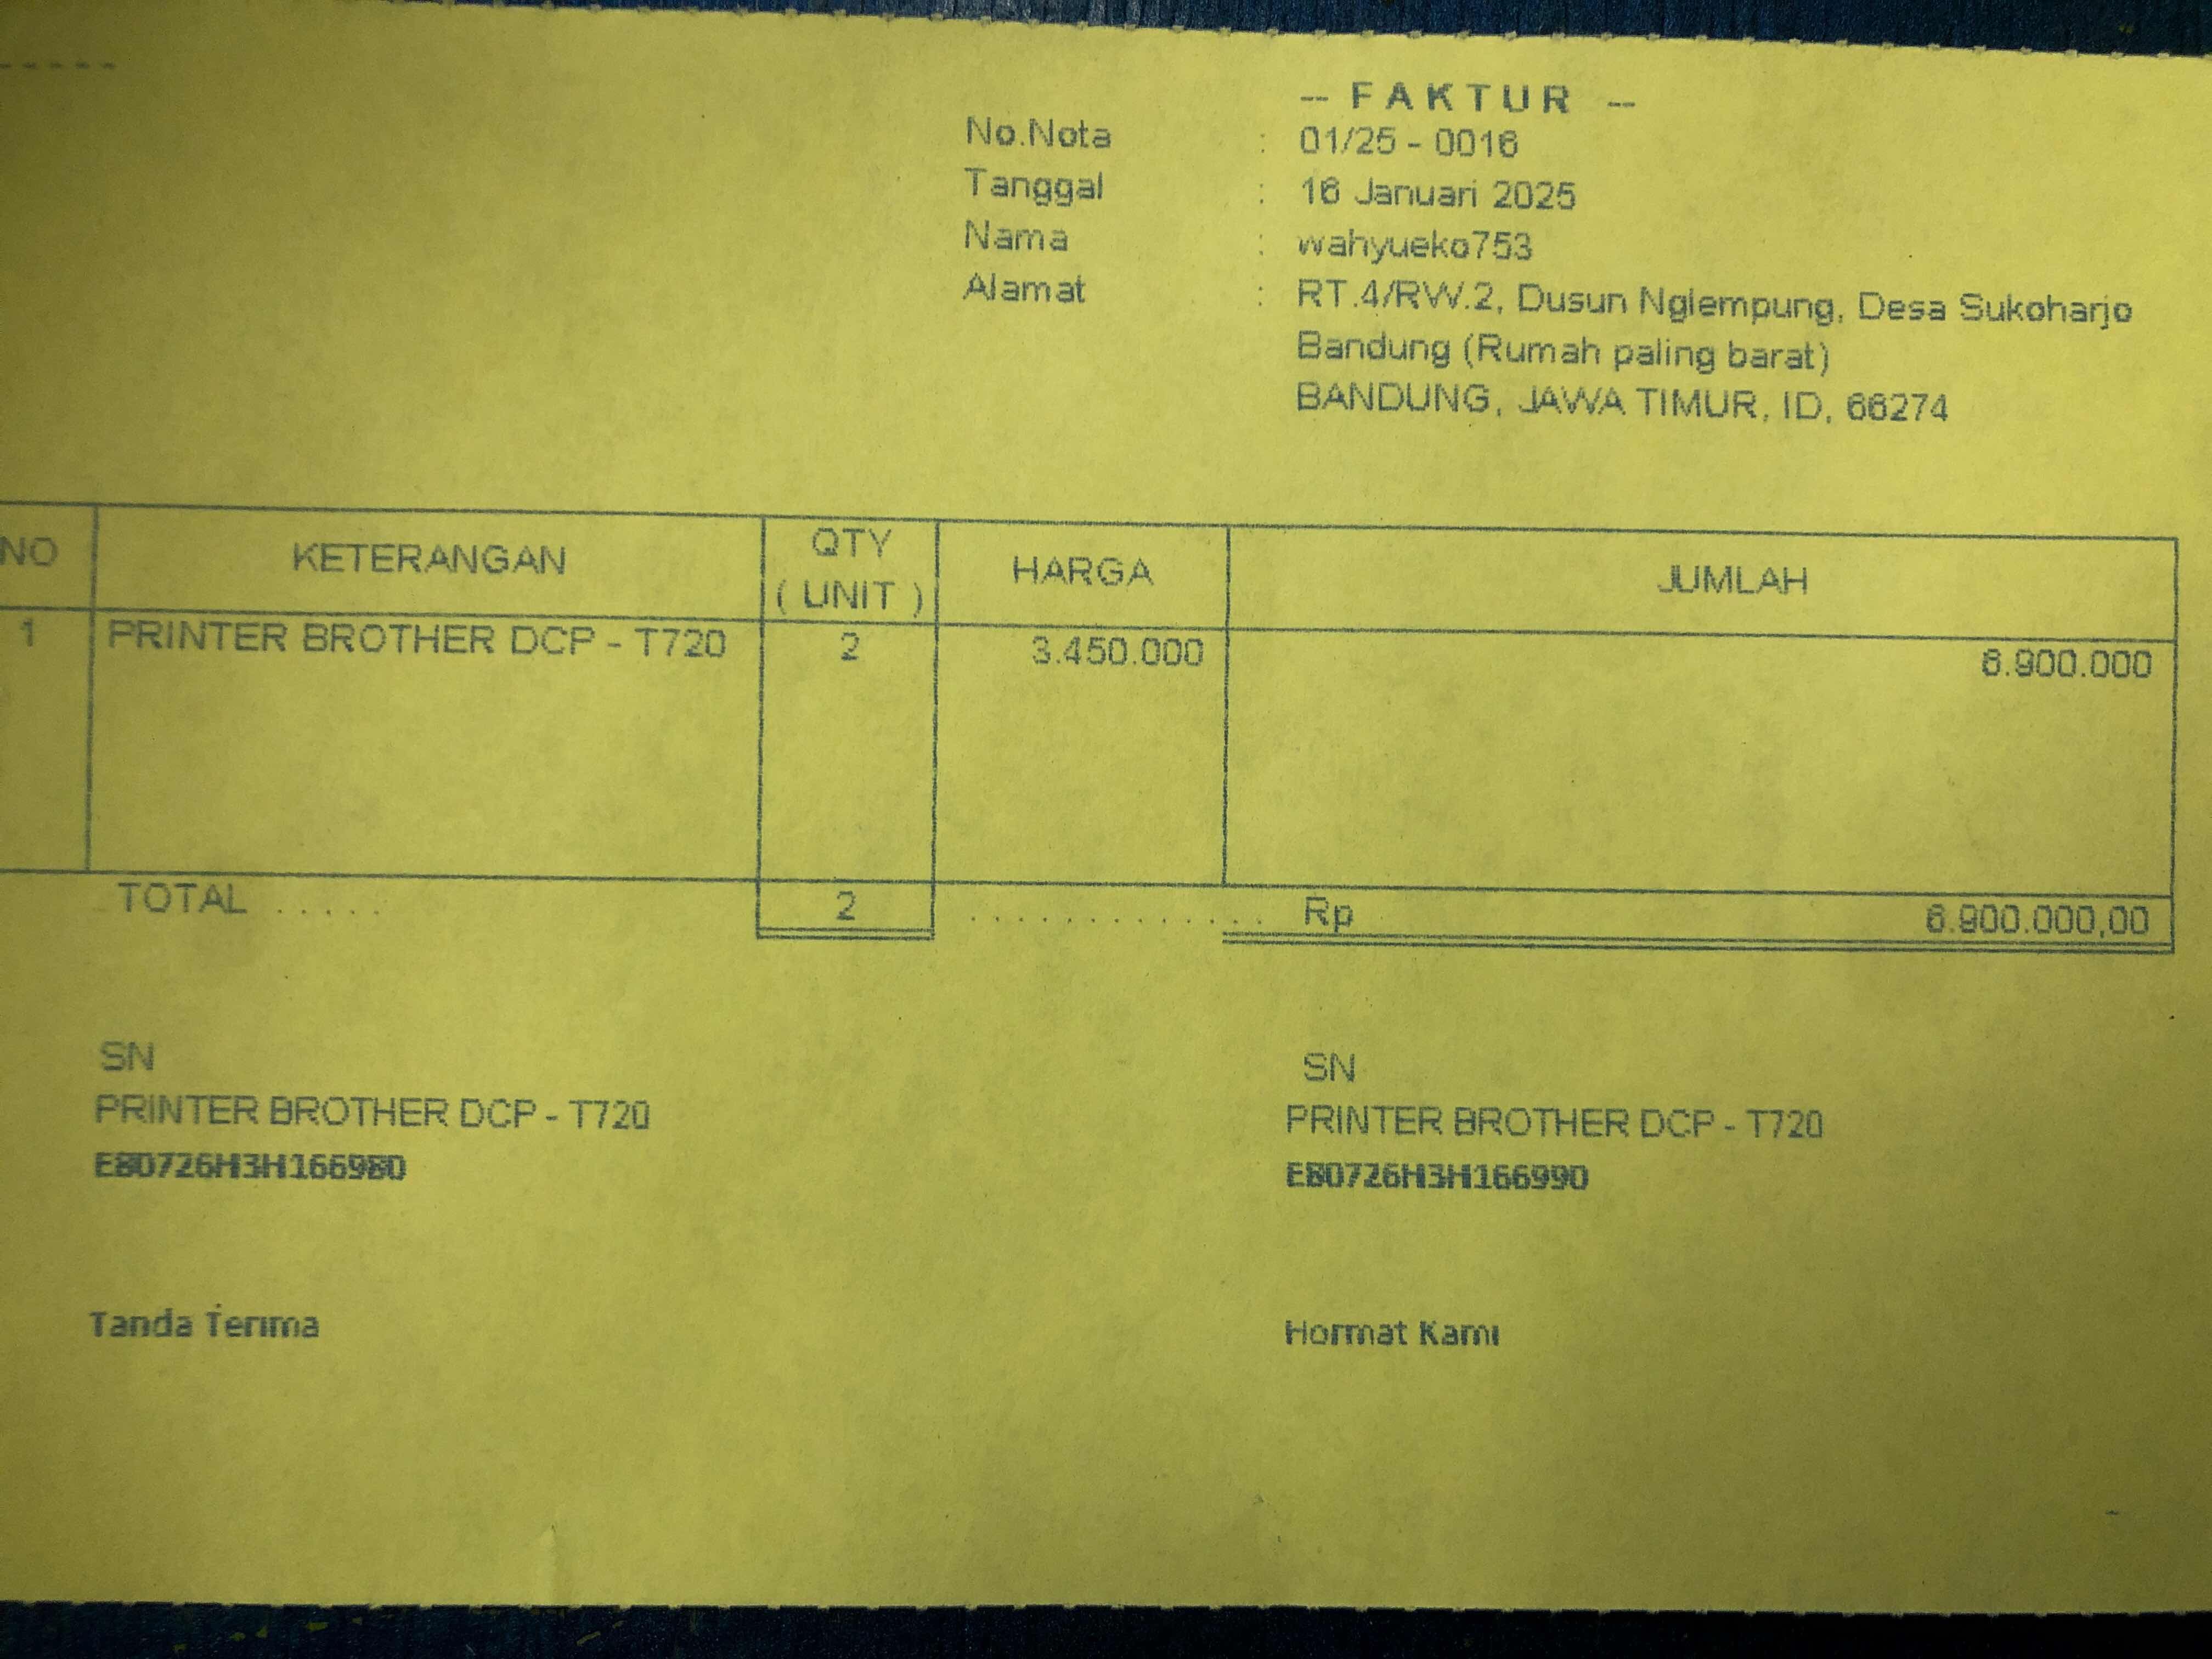 -- FAKTUR --
No.Nota : 01/25 - 0016
Tanggal : 16 Januari 2025
Nama : wahyueko753
Alamat : RT.4/RW.2, Dusun Nglempung, Desa Sukoharjo
Bandung (Rumah paling barat)
BANDUNG, JAWA TIMUR, ID, 66274
NO KETERANGAN QTY ( UNIT ) HARGA JUMLAH
1 PRINTER BROTHER DCP - T720 2 3.450.000 6.900.000
TOTAL ..... 2 ............. Rp 6.900.000,00
SN SN
PRINTER BROTHER DCP - T720 PRINTER BROTHER DCP - T720
E80726H3H166980 E80726H3H166990
Tanda Terima Hormat Kami